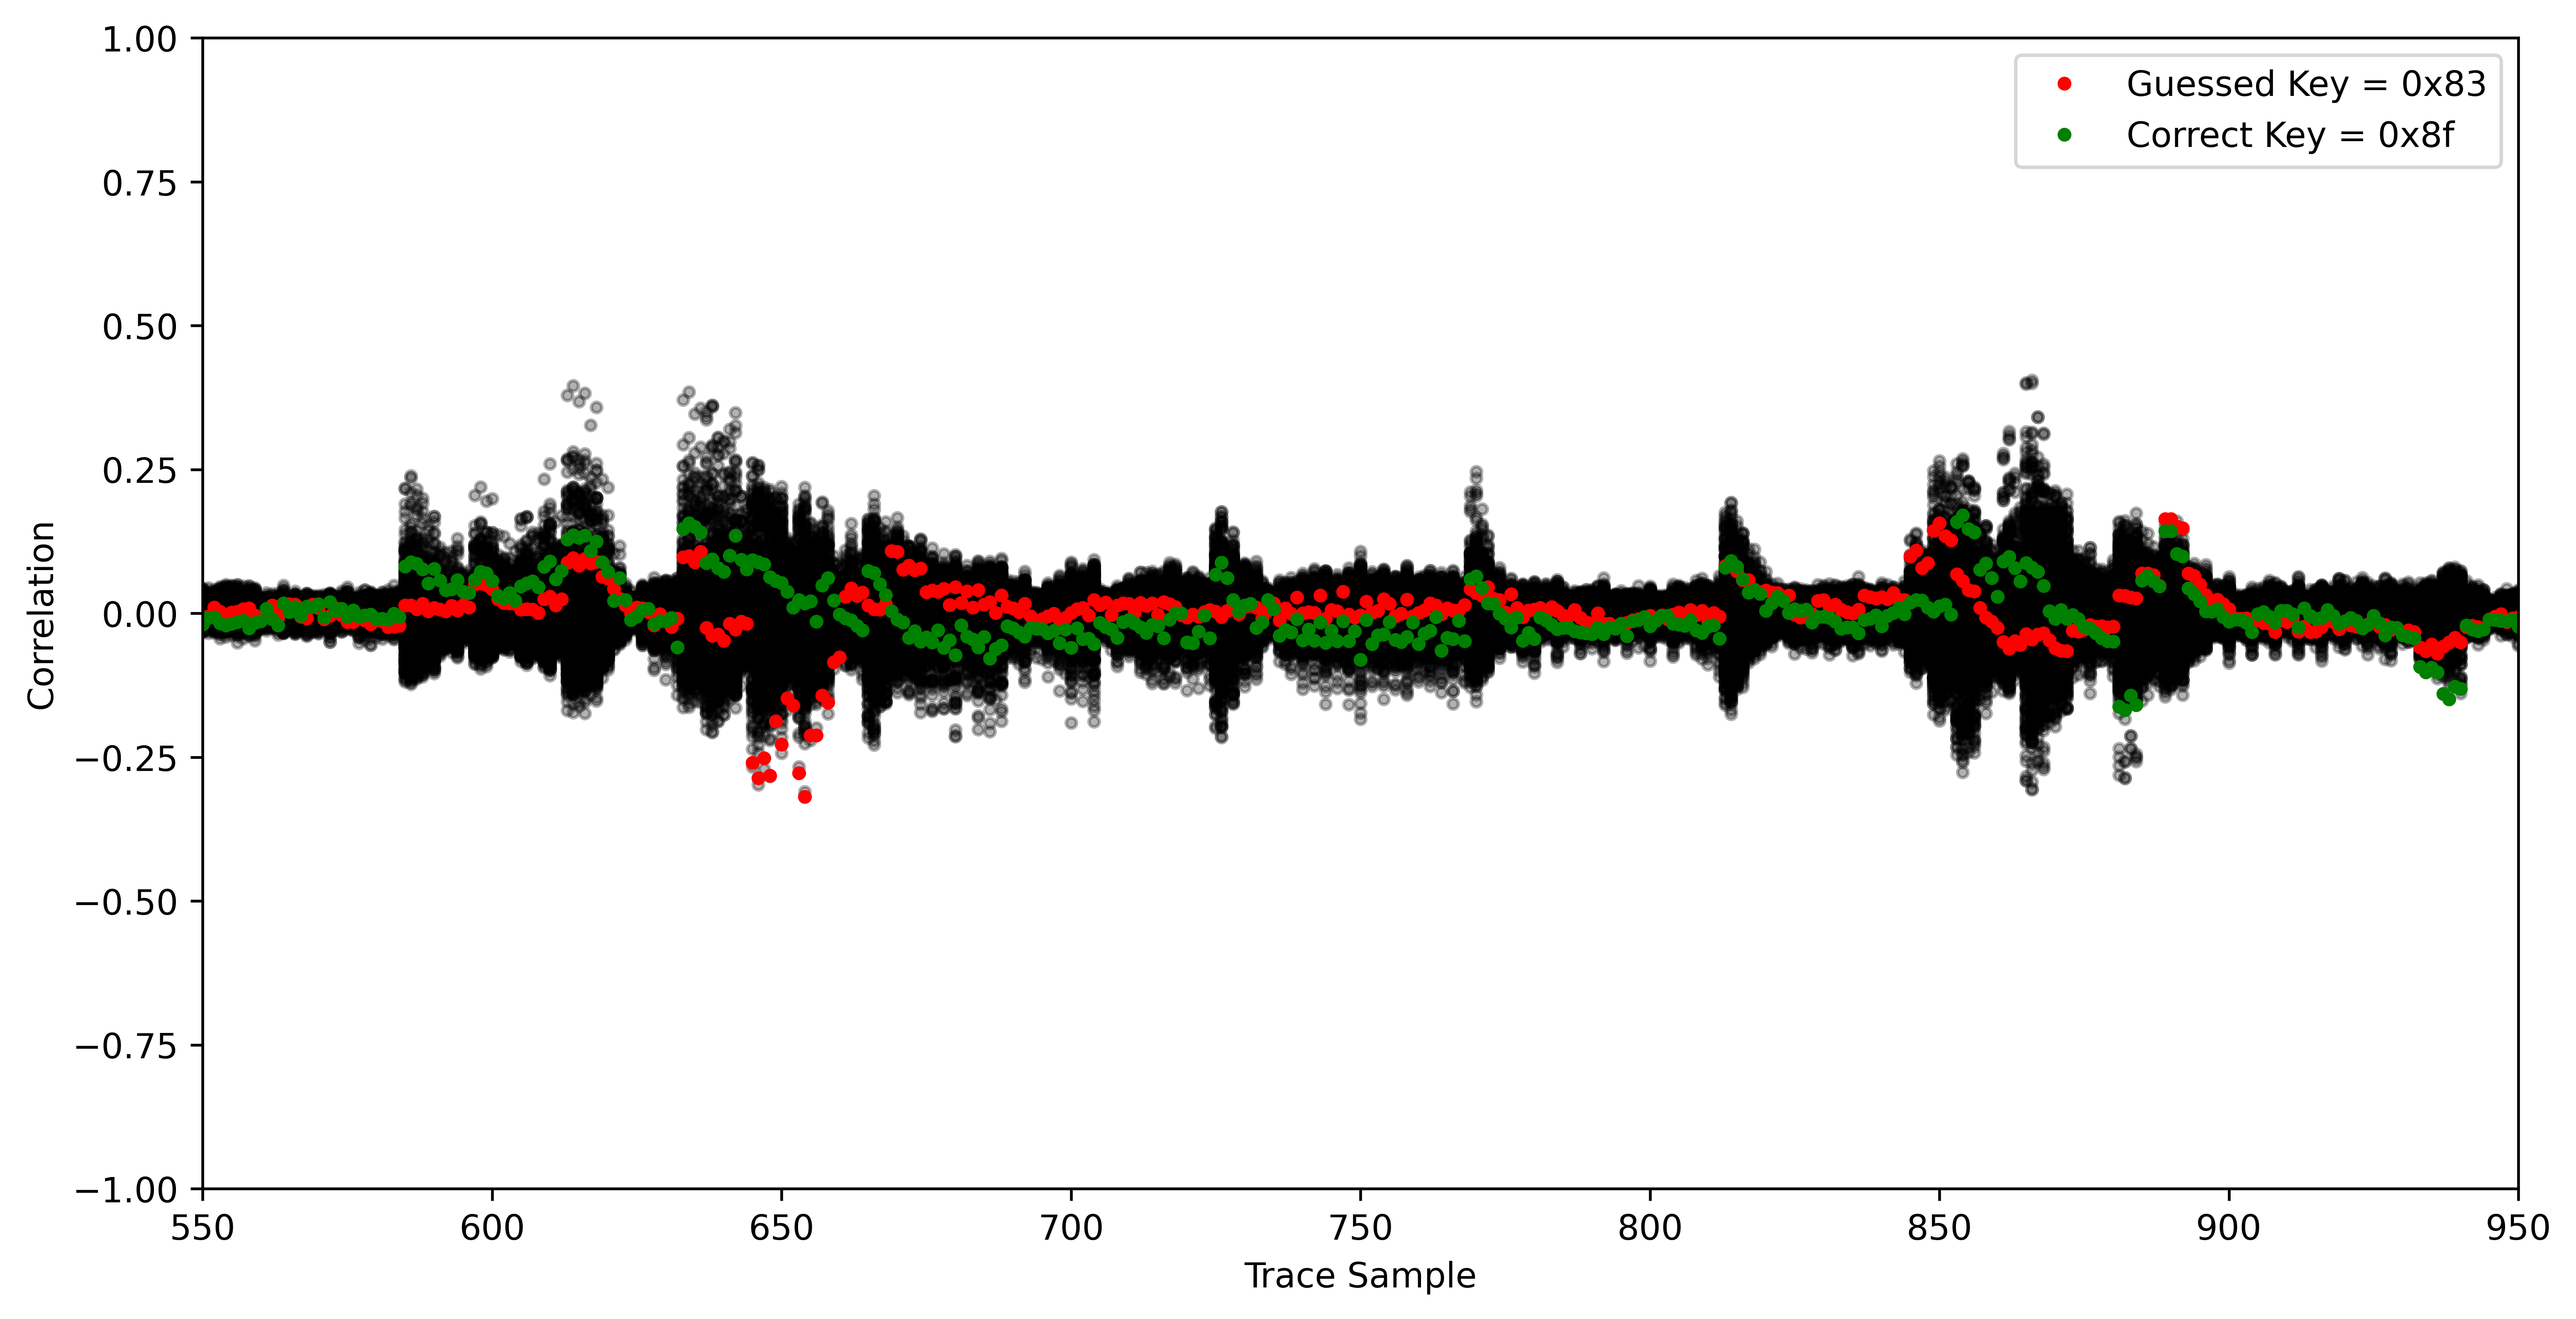 1.00
0.75
0.50
0.25
0.00
−0.25
−0.50
−0.75
−1.00
Correlation
Guessed Key = 0x83
Correct Key = 0x8f
550 600 650 700 750 800 850 900 950
Trace Sample